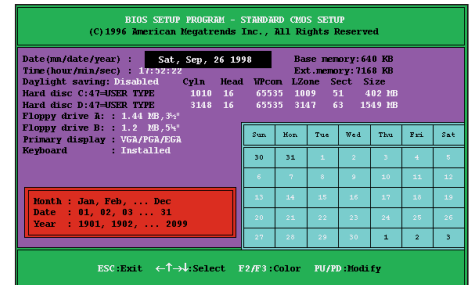 BIOS SETUP PROGRAM - STANDARD CMOS SETUP
(C)1996 American Megatrends Inc., All Rights Reserved
Date(mn/date/year) : Sat, Sep, 26 1998 Base memory:640 KB
Time(hour/min/sec) : 17:52:22 Ext.memory:7168 KB
Daylight saving: Disabled Cyln Head WPcom LZone Sect Size
Hard disc C:47=USER TYPE 1010 16 65535 1009 51 402 MB
Hard disc D:47=USER TYPE 3148 16 65535 3147 63 1549 MB
Floppy drive A: : 1.44 MB,3½"
Floppy drive B: : 1.2 MB,5¼"
Primary display : VGA/PGA/EGA
Keyboard : Installed
Sun Mon Tue Wed Thu Fri Sat
30 31 1 2 3 4 5
6 7 8 9 10 11 12
13 14 15 16 17 18 19
20 21 22 23 24 25 26
27 28 29 30 1 2 3
Month : Jan, Feb, ... Dec
Date : 01, 02, 03 ... 31
Year : 1901, 1902, ... 2099
ESC:Exit ←↑→↓:Select F2/F3:Color PU/PD:Modify